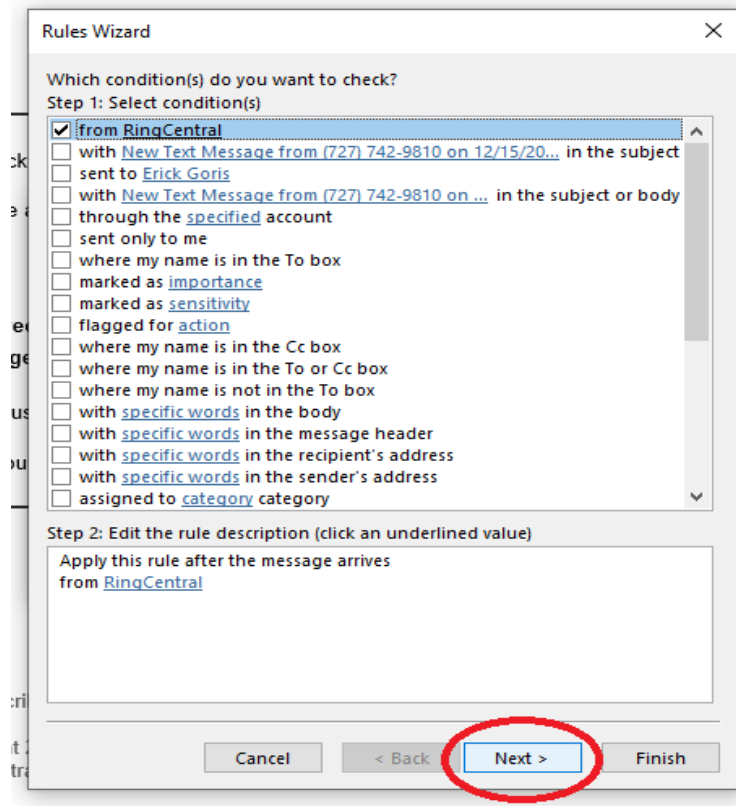 Rules Wizard
Which condition(s) do you want to check?
Step 1: Select condition(s)
from RingCentral
with New Text Message from (727) 742-9810 on 12/15/20... in the subject
sent to Erick Goris
with New Text Message from (727) 742-9810 on ... in the subject or body
through the specified account
sent only to me
where my name is in the To box
marked as importance
marked as sensitivity
flagged for action
where my name is in the Cc box
where my name is in the To or Cc box
where my name is not in the To box
with specific words in the body
with specific words in the message header
with specific words in the recipient's address
with specific words in the sender's address
assigned to category category
Step 2: Edit the rule description (click an underlined value)
Apply this rule after the message arrives
from RingCentral
Cancel < Back Next > Finish